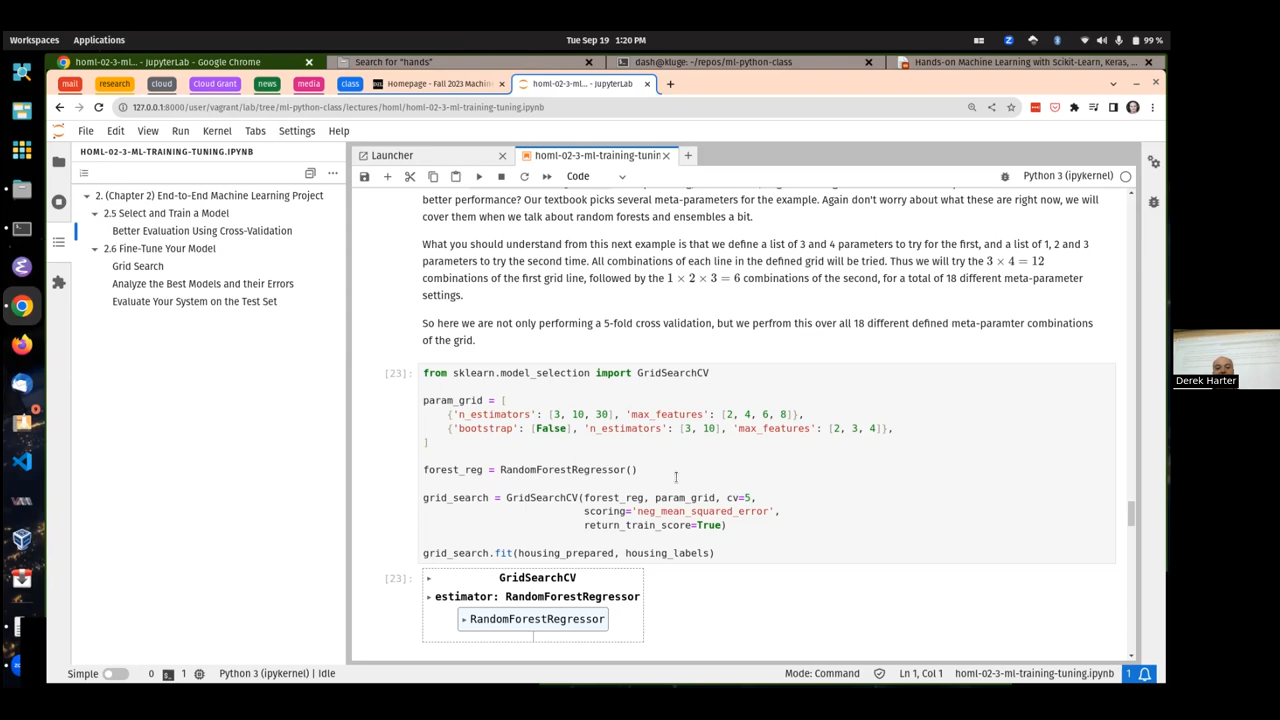 Workspaces Applications Tue Sep 19 1:20 PM 99 %
homl-02-3-ml... - JupyterLab - Google Chrome Search for "hands" dash@kluge: ~/repos/ml-python-class Hands-on Machine Learning with Scikit-Learn, Keras, ...
mail research cloud Cloud Grant news media class Homepage - Fall 2023 Machin homl-02-3-ml... - JupyterLab
127.0.0.1:8000/user/vagrant/lab/tree/ml-python-class/lectures/homl/homl-02-3-ml-training-tuning.ipynb
File Edit View Run Kernel Tabs Settings Help
HOML-02-3-ML-TRAINING-TUNING.IPYNB
Launcher homl-02-3-ml-training-tunin
Code Python 3 (ipykernel)
2. (Chapter 2) End-to-End Machine Learning Project
2.5 Select and Train a Model
Better Evaluation Using Cross-Validation
2.6 Fine-Tune Your Model
Grid Search
Analyze the Best Models and their Errors
Evaluate Your System on the Test Set
better performance? Our textbook picks several meta-parameters for the example. Again don't worry about what these are right now, we will
cover them when we talk about random forests and ensembles a bit.
What you should understand from this next example is that we define a list of 3 and 4 parameters to try for the first, and a list of 1, 2 and 3
parameters to try the second time. All combinations of each line in the defined grid will be tried. Thus we will try the 3 × 4 = 12
combinations of the first grid line, followed by the 1 × 2 × 3 = 6 combinations of the second, for a total of 18 different meta-parameter
settings.
So here we are not only performing a 5-fold cross validation, but we perfrom this over all 18 different defined meta-paramter combinations
of the grid.
[23]: from sklearn.model_selection import GridSearchCV
param_grid = [
{'n_estimators': [3, 10, 30], 'max_features': [2, 4, 6, 8]},
{'bootstrap': [False], 'n_estimators': [3, 10], 'max_features': [2, 3, 4]},
]
forest_reg = RandomForestRegressor()
grid_search = GridSearchCV(forest_reg, param_grid, cv=5,
scoring='neg_mean_squared_error',
return_train_score=True)
grid_search.fit(housing_prepared, housing_labels)
[23]: GridSearchCV
estimator: RandomForestRegressor
RandomForestRegressor
Derek Harter
Simple 0 1 Python 3 (ipykernel) | Idle Mode: Command Ln 1, Col 1 homl-02-3-ml-training-tuning.ipynb 1